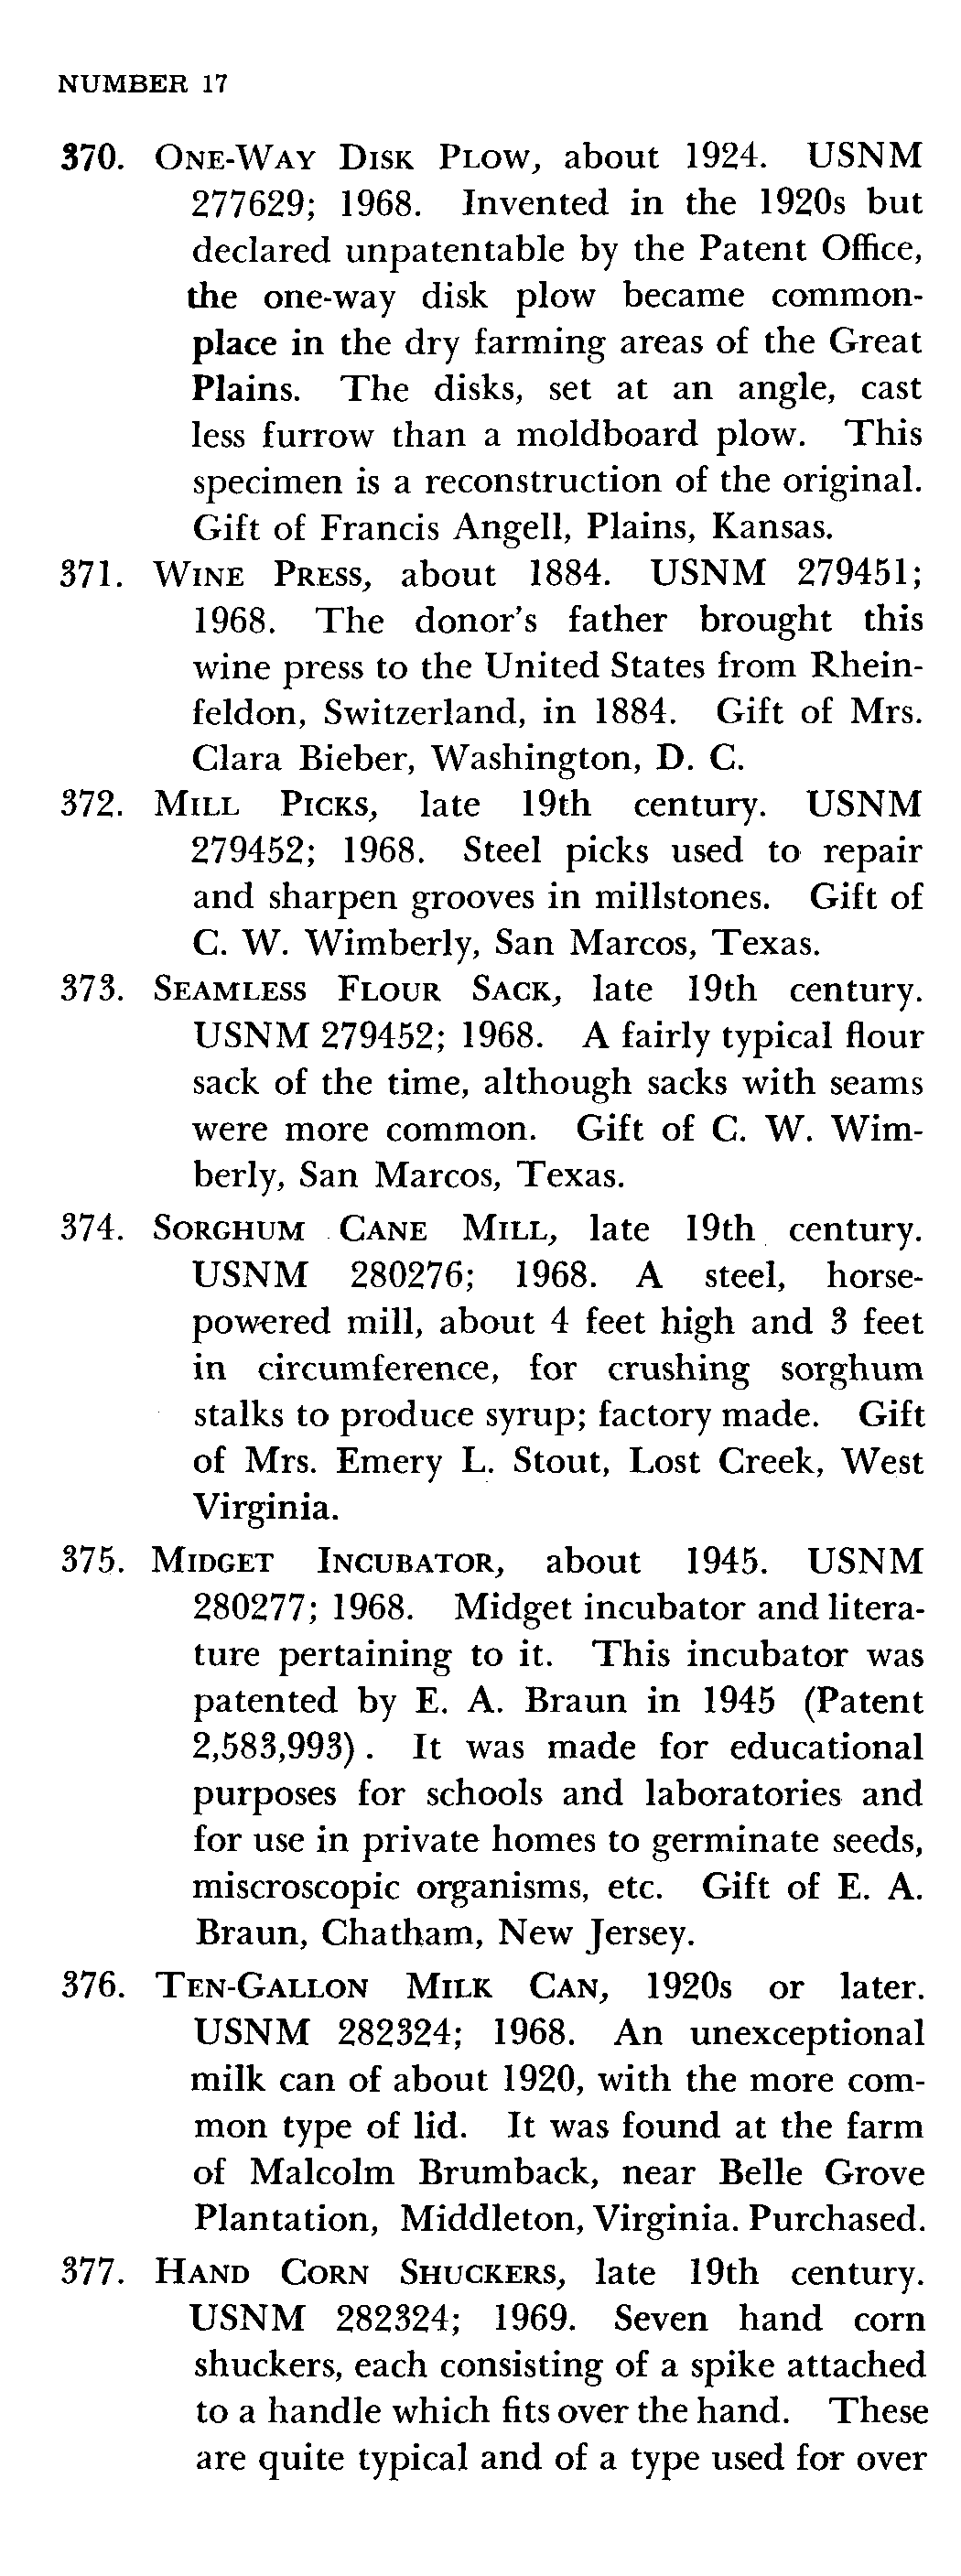 NUMBER 17
370. ONE-WAY DISK PLOW, about 1924. USNM
277629; 1968. Invented in the 1920s but
declared unpatentable by the Patent Office,
the one-way disk plow became common-
place in the dry farming areas of the Great
Plains. The disks, set at an angle, cast
less furrow than a moldboard plow. This
specimen is a reconstruction of the original.
Gift of Francis Angell, Plains, Kansas.
371. WINE PRESS, about 1884. USNM 279451;
1968. The donor's father brought this
wine press to the United States from Rhein-
feldon, Switzerland, in 1884. Gift of Mrs.
Clara Bieber, Washington, D. C.
372. MILL PICKS, late 19th century. USNM
279452; 1968. Steel picks used to repair
and sharpen grooves in millstones. Gift of
C. W. Wimberly, San Marcos, Texas.
373. SEAMLESS FLOUR SACK, late 19th century.
USNM 279452; 1968. A fairly typical flour
sack of the time, although sacks with seams
were more common. Gift of C. W. Wim-
berly, San Marcos, Texas.
374. SORGHUM CANE MILL, late 19th century.
USNM 280276; 1968. A steel, horse-
powered mill, about 4 feet high and 3 feet
in circumference, for crushing sorghum
stalks to produce syrup; factory made. Gift
of Mrs. Emery L. Stout, Lost Creek, West
Virginia.
375. MIDGET INCUBATOR, about 1945. USNM
280277; 1968. Midget incubator and litera-
ture pertaining to it. This incubator was
patented by E. A. Braun in 1945 (Patent
2,583,993). It was made for educational
purposes for schools and laboratories and
for use in private homes to germinate seeds,
miscroscopic organisms, etc. Gift of E. A.
Braun, Chatham, New Jersey.
376. TEN-GALLON MILK CAN, 1920s or later.
USNM 282324; 1968. An unexceptional
milk can of about 1920, with the more com-
mon type of lid. It was found at the farm
of Malcolm Brumback, near Belle Grove
Plantation, Middleton, Virginia. Purchased.
377. HAND CORN SHUCKERS, late 19th century.
USNM 282324; 1969. Seven hand corn
shuckers, each consisting of a spike attached
to a handle which fits over the hand. These
are quite typical and of a type used for over